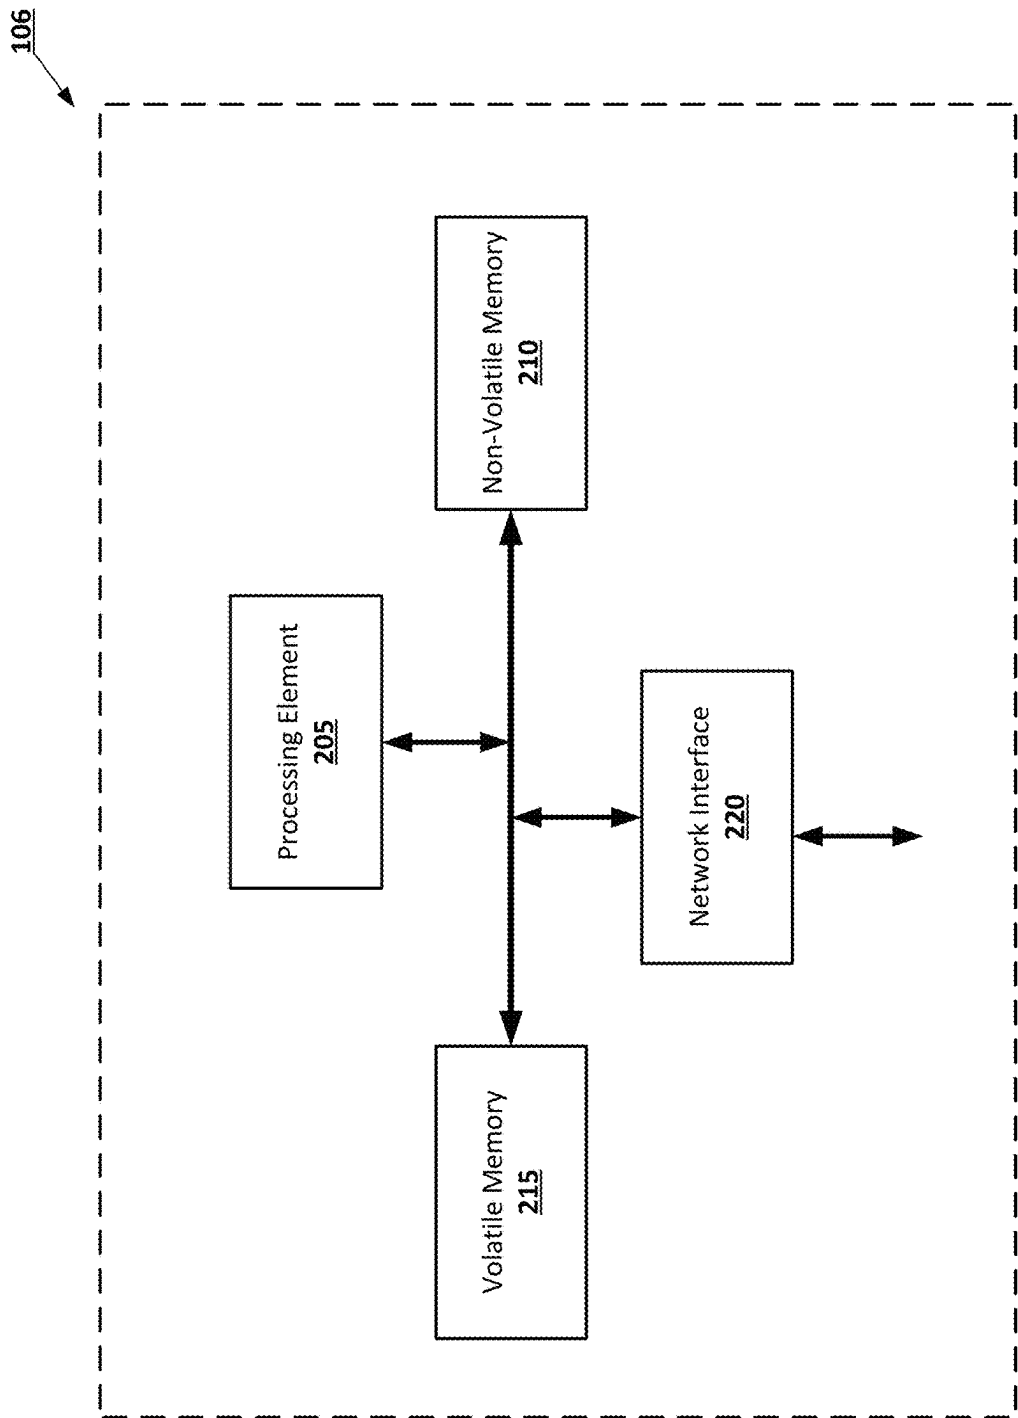 106
Processing Element
205
Volatile Memory
215
Non-Volatile Memory
210
Network Interface
220